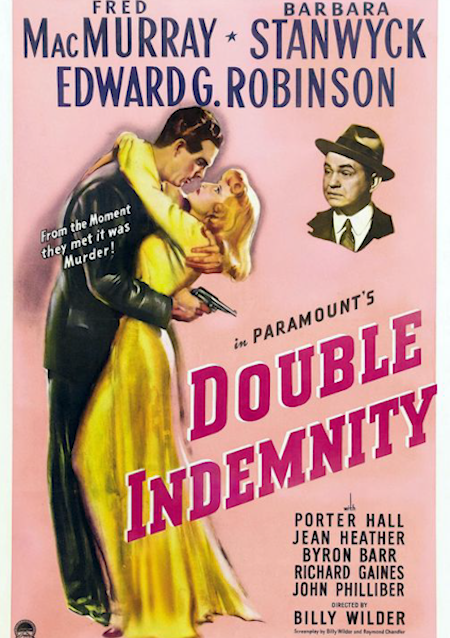 FRED
MACMURRAY ★
BARBARA
STANWYCK
EDWARD G. ROBINSON
From the Moment
they met it was
Murder!
in PARAMOUNT'S
DOUBLE
INDEMNITY
with
PORTER HALL
JEAN HEATHER
BYRON BARR
RICHARD GAINES
JOHN PHILLIBER
DIRECTED BY
BILLY WILDER
Screenplay by Billy Wilder and Raymond Chandler